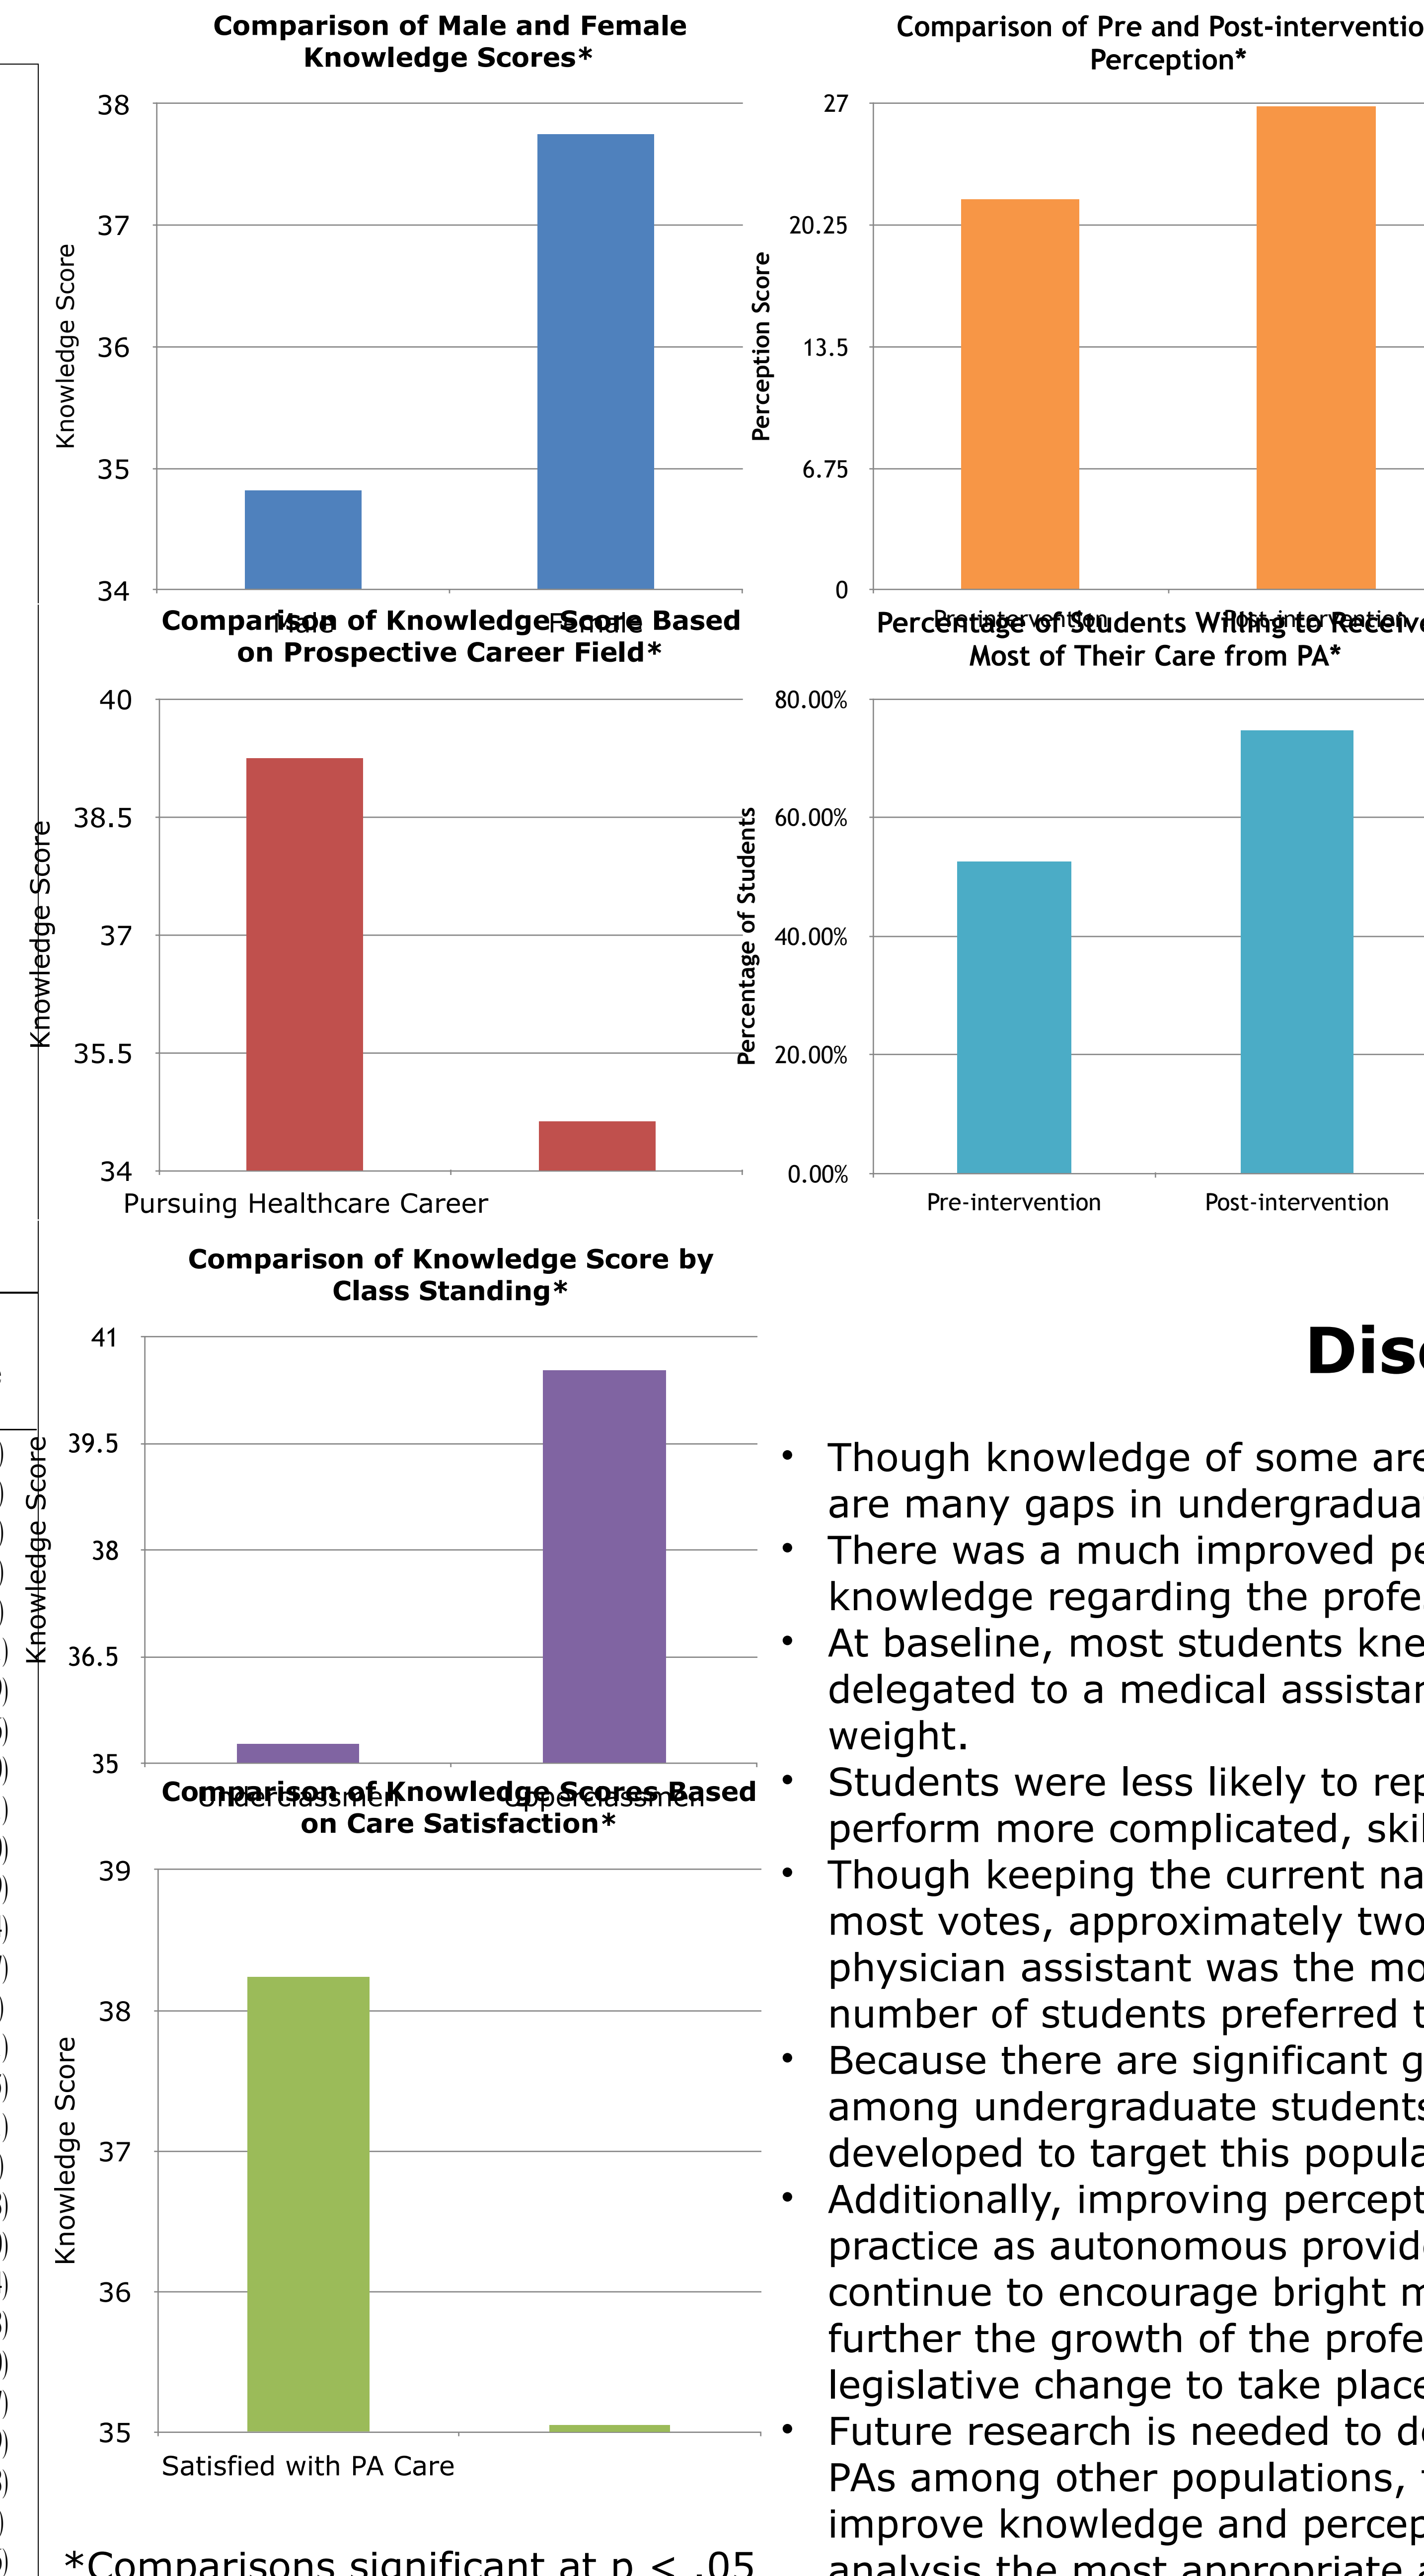 Comparison of Male and Female
Knowledge Scores*
38
37
36
35
34
Knowledge Score
Male
Female
Comparison of Pre and Post-interventio
Perception*
27
20.25
13.5
6.75
0
Perception Score
Pre-intervention
Post-intervention
Comparison of Knowledge Score Based
on Prospective Career Field*
40
38.5
37
35.5
34
Knowledge Score
Pursuing Healthcare Career
Percentage of Students Willing to Receive
Most of Their Care from PA*
80.00%
60.00%
40.00%
20.00%
0.00%
Percentage of Students
Pre-intervention
Post-intervention
Comparison of Knowledge Score by
Class Standing*
41
39.5
38
36.5
35
Knowledge Score
Underclassmen
Upperclassmen
Comparison of Knowledge Scores Based
on Care Satisfaction*
39
38
37
36
35
Knowledge Score
Satisfied with PA Care
*Comparisons significant at p < .05
Dis
• Though knowledge of some are
are many gaps in undergradua
• There was a much improved pe
knowledge regarding the profe
• At baseline, most students kne
delegated to a medical assistan
weight.
• Students were less likely to rep
perform more complicated, skil
• Though keeping the current na
most votes, approximately two
physician assistant was the mo
number of students preferred t
• Because there are significant g
among undergraduate students
developed to target this popula
• Additionally, improving percept
practice as autonomous provide
continue to encourage bright m
further the growth of the profe
legislative change to take place
• Future research is needed to de
PAs among other populations,
improve knowledge and percep
analysis the most appropriate a